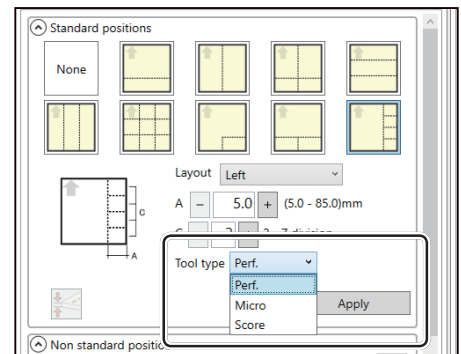 Standard positions
None
Layout Left
A − 5.0 + (5.0 - 85.0)mm
C
A
Tool type Perf.
Perf.
Micro
Score
Apply
Non standard